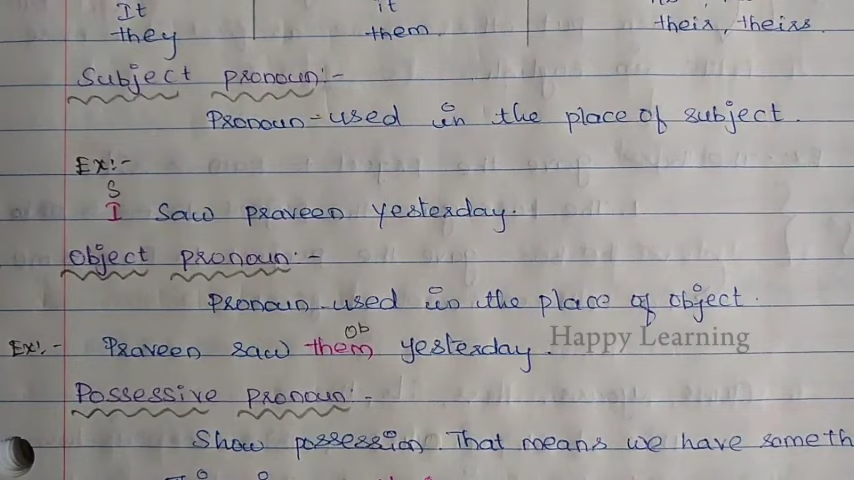 It it
they them their, theirs.
Subject pronoun:-
Pronoun-used in the place of subject.
Ex:-
S
I saw praveen yesterday.
Object pronoun:-
Pronoun used in the place of object.
Ob
Ex:- Praveen saw them yesterday.
Happy Learning
Possessive pronoun:-
Show possession. That means we have someth